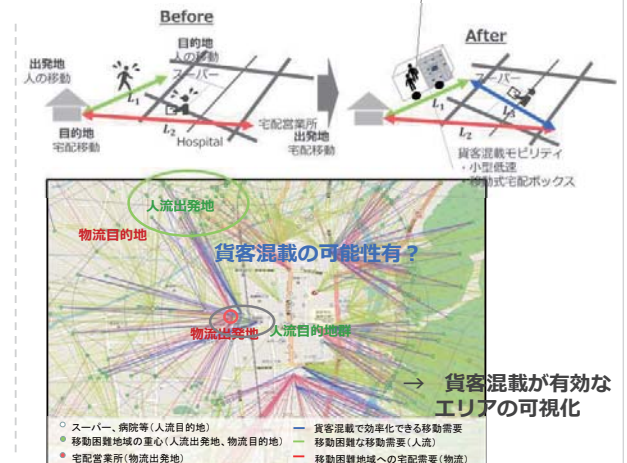 Before
目的地
人の移動
スーパー
出発地
人の移動
L₁
L₂
目的地
宅配移動
Hospital
宅配営業所
出発地
宅配移動
After
スーパー
L₁
L₂
貨客混載モビリティ
・小型低速
・移動式宅配ボックス
人流出発地
物流目的地
貨客混載の可能性有？
物流出発地
人流目的地群
→ 貨客混載が有効な
エリアの可視化
スーパー、病院等(人流目的地)
移動困難地域の重心(人流出発地、物流目的地)
宅配営業所(物流出発地)
貨客混載で効率化できる移動需要
移動困難な移動需要(人流)
移動困難地域への宅配需要(物流)